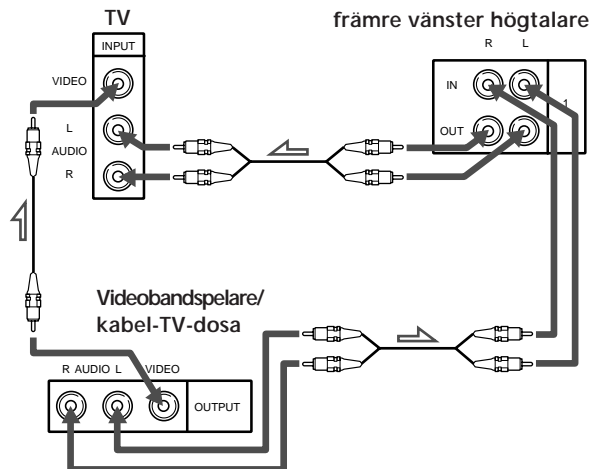 TV
främre vänster högtalare
INPUT
R L
VIDEO
IN
1
L
OUT
AUDIO
R
Videobandspelare/
kabel-TV-dosa
R AUDIO L VIDEO
OUTPUT